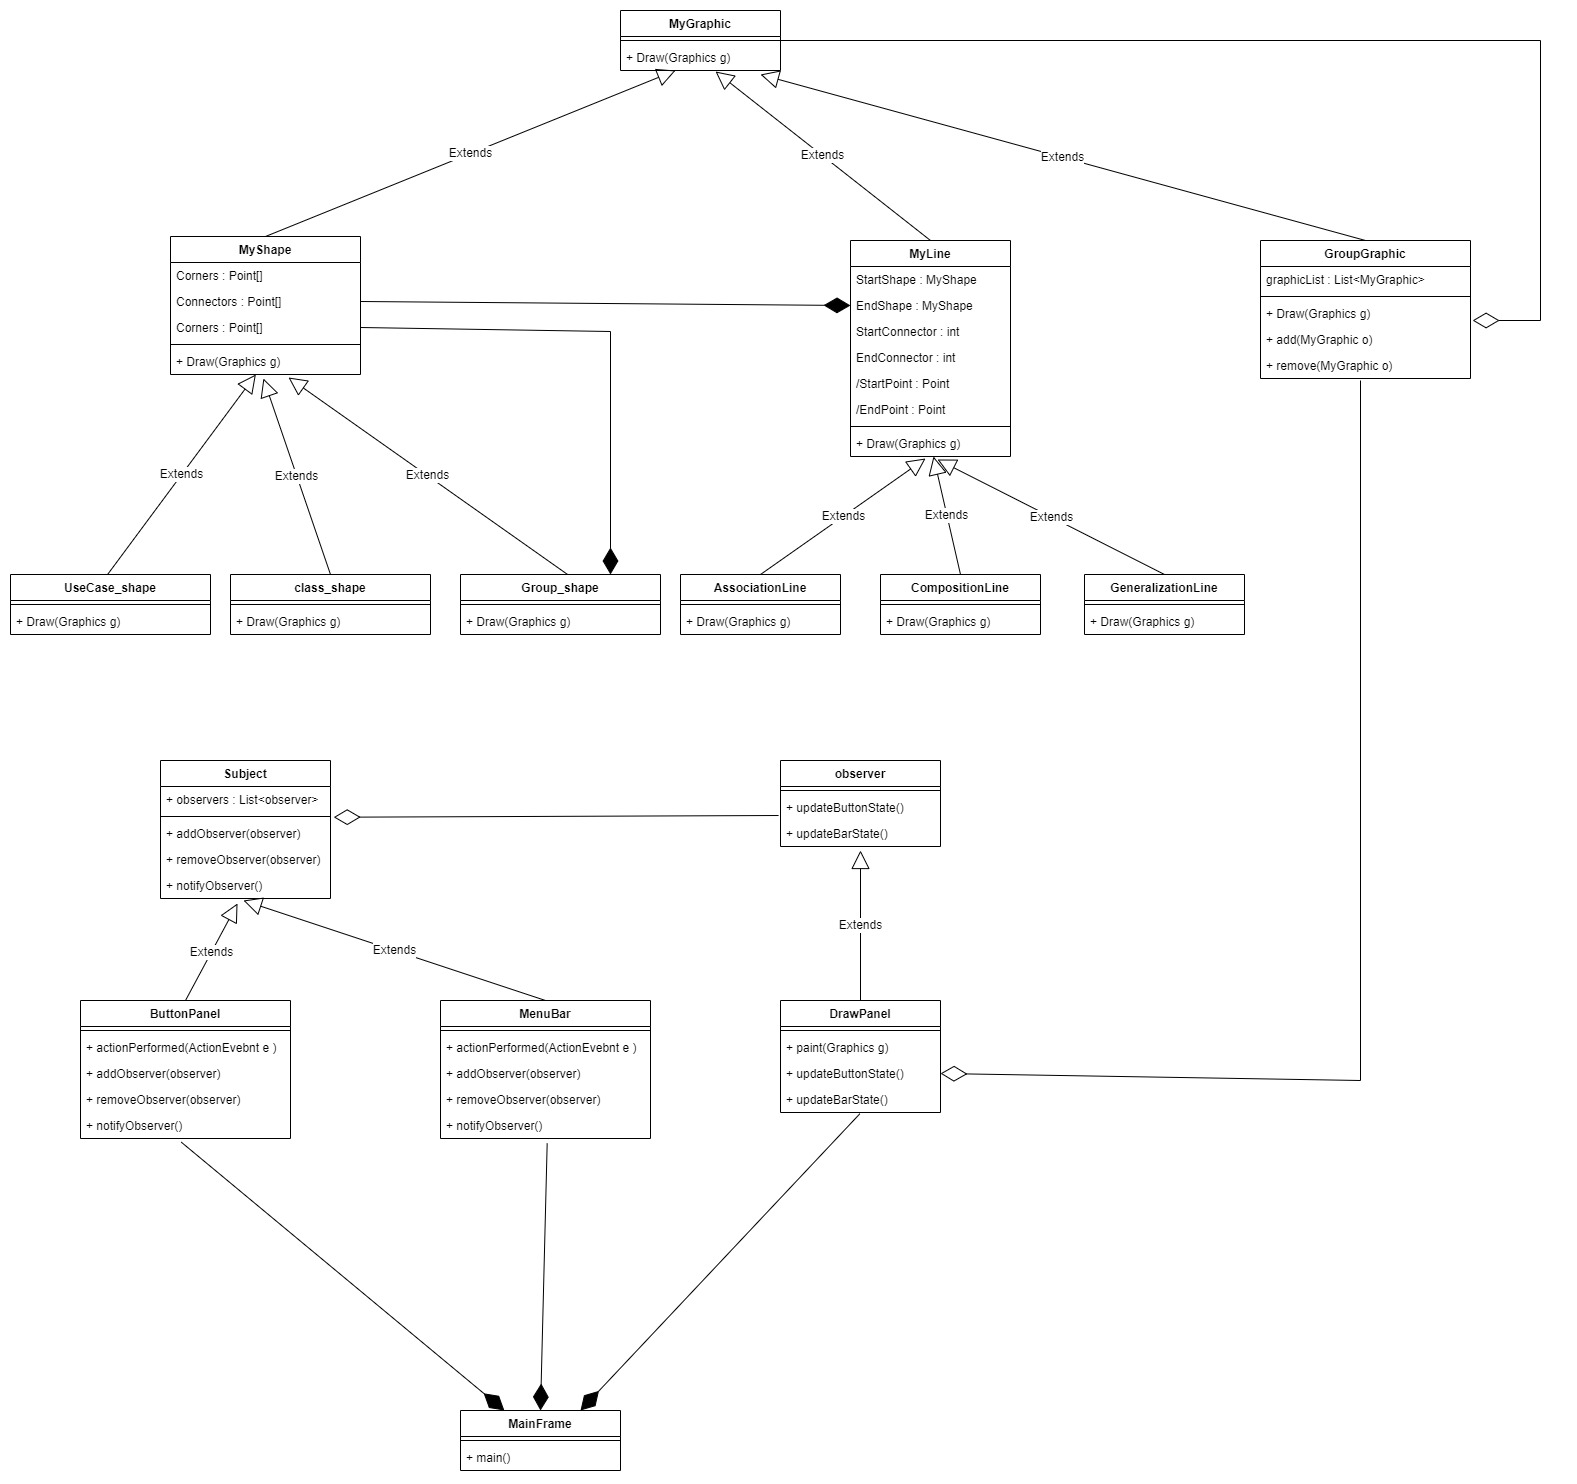 MyGraphic
+ Draw(Graphics g)
Extends
Extends
Extends
MyShape
Corners : Point[]
Connectors : Point[]
Corners : Point[]
+ Draw(Graphics g)
MyLine
StartShape : MyShape
EndShape : MyShape
StartConnector : int
EndConnector : int
/StartPoint : Point
/EndPoint : Point
+ Draw(Graphics g)
GroupGraphic
graphicList : List<MyGraphic>
+ Draw(Graphics g)
+ add(MyGraphic o)
+ remove(MyGraphic o)
Extends
Extends
Extends
Extends
Extends
Extends
UseCase_shape
+ Draw(Graphics g)
class_shape
+ Draw(Graphics g)
Group_shape
+ Draw(Graphics g)
AssociationLine
+ Draw(Graphics g)
CompositionLine
+ Draw(Graphics g)
GeneralizationLine
+ Draw(Graphics g)
Subject
+ observers : List<observer>
+ addObserver(observer)
+ removeObserver(observer)
+ notifyObserver()
observer
+ updateButtonState()
+ updateBarState()
Extends
Extends
Extends
ButtonPanel
+ actionPerformed(ActionEvebnt e )
+ addObserver(observer)
+ removeObserver(observer)
+ notifyObserver()
MenuBar
+ actionPerformed(ActionEvebnt e )
+ addObserver(observer)
+ removeObserver(observer)
+ notifyObserver()
DrawPanel
+ paint(Graphics g)
+ updateButtonState()
+ updateBarState()
MainFrame
+ main()